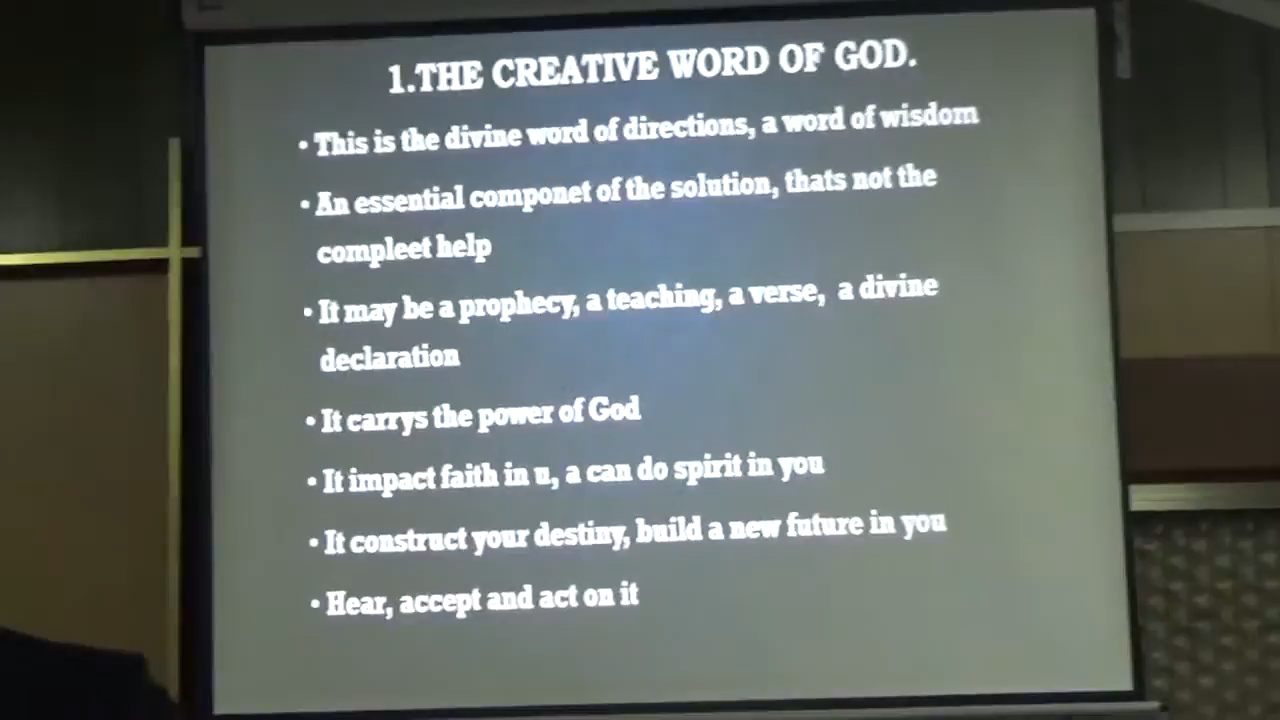 1.THE CREATIVE WORD OF GOD.
• This is the divine word of directions, a word of wisdom
• An essential componet of the solution, thats not the
compleet help
• It may be a prophecy, a teaching, a verse, a divine
declaration
• It carrys the power of God
• It impact faith in u, a can do spirit in you
• It construct your destiny, build a new future in you
• Hear, accept and act on it